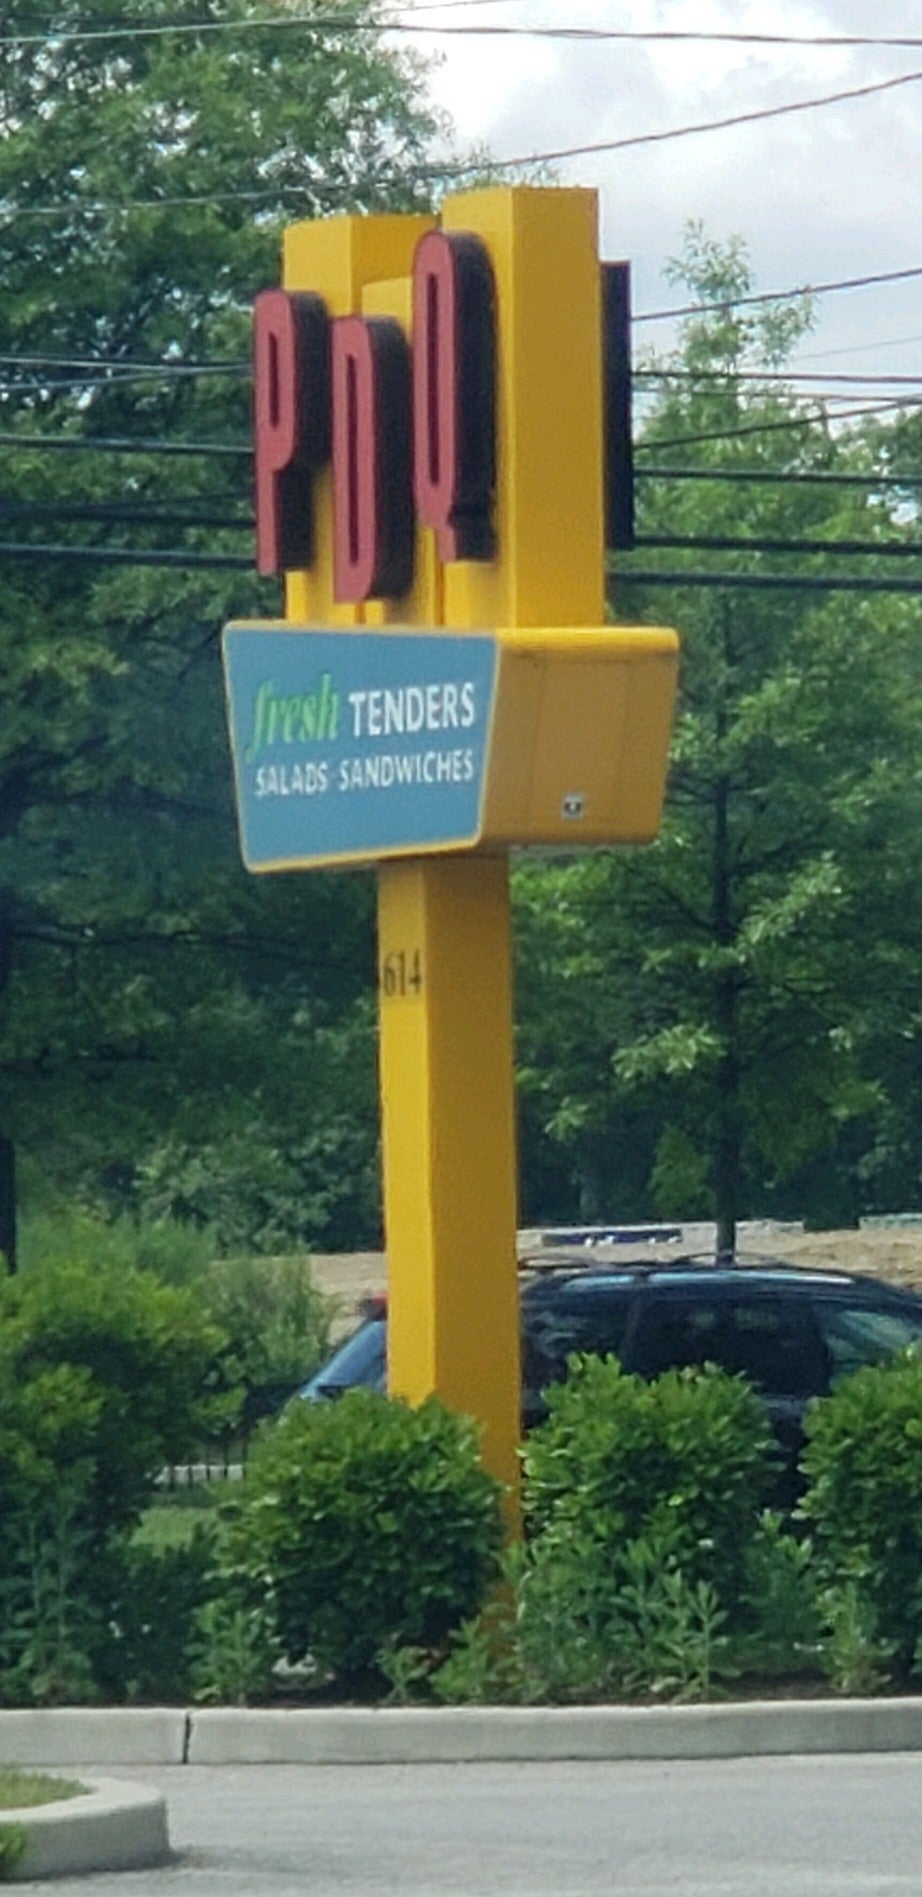 PDQ
fresh TENDERS
SALADS SANDWICHES
614